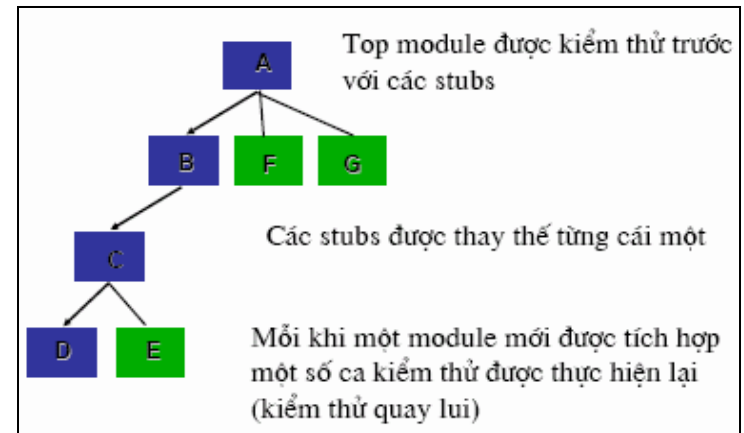 A
Top module được kiểm thử trước
với các stubs
B
F
G
Các stubs được thay thế từng cái một
C
D
E
Mỗi khi một module mới được tích hợp
một số ca kiểm thử được thực hiện lại
(kiểm thử quay lui)